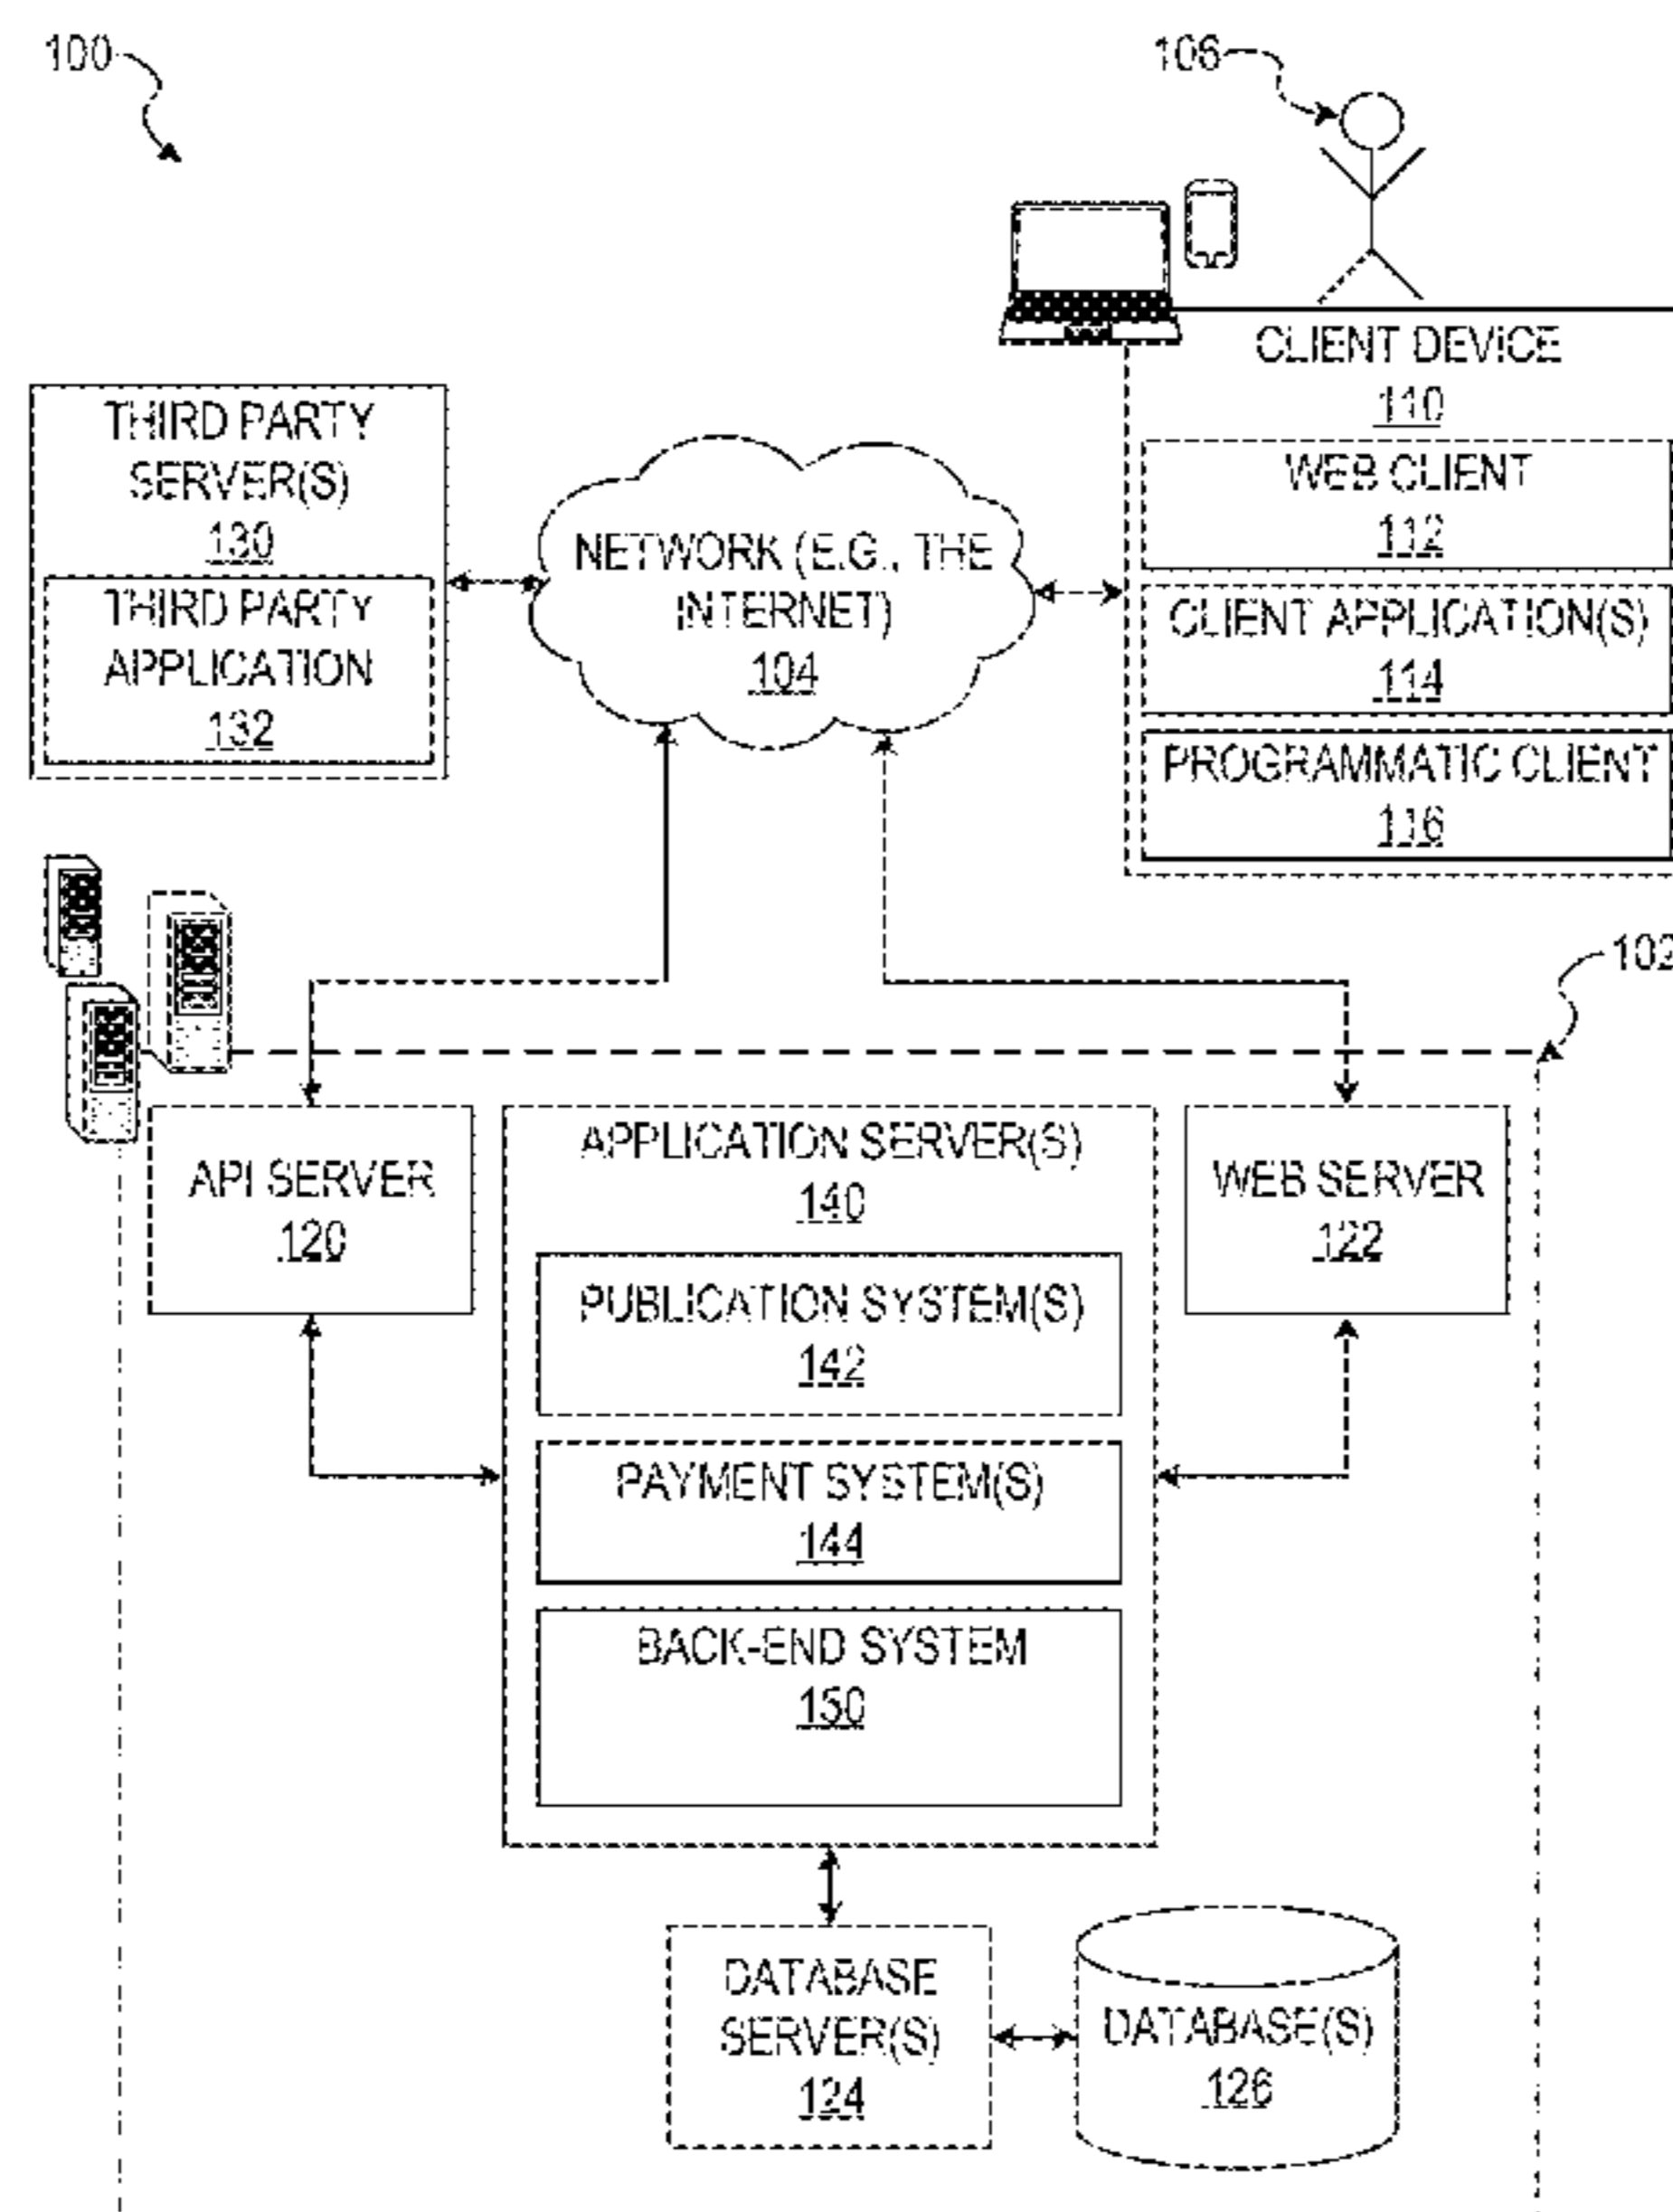 100
106
CLIENT DEVICE
110
WEB CLIENT
112
CLIENT APPLICATION(S)
114
PROGRAMMATIC CLIENT
116
THIRD PARTY
SERVER(S)
130
THIRD PARTY
APPLICATION
132
NETWORK (E.G., THE
INTERNET)
104
102
API SERVER
120
APPLICATION SERVER(S)
140
PUBLICATION SYSTEM(S)
142
PAYMENT SYSTEM(S)
144
BACK-END SYSTEM
150
WEB SERVER
122
DATABASE
SERVER(S)
124
DATABASE(S)
126